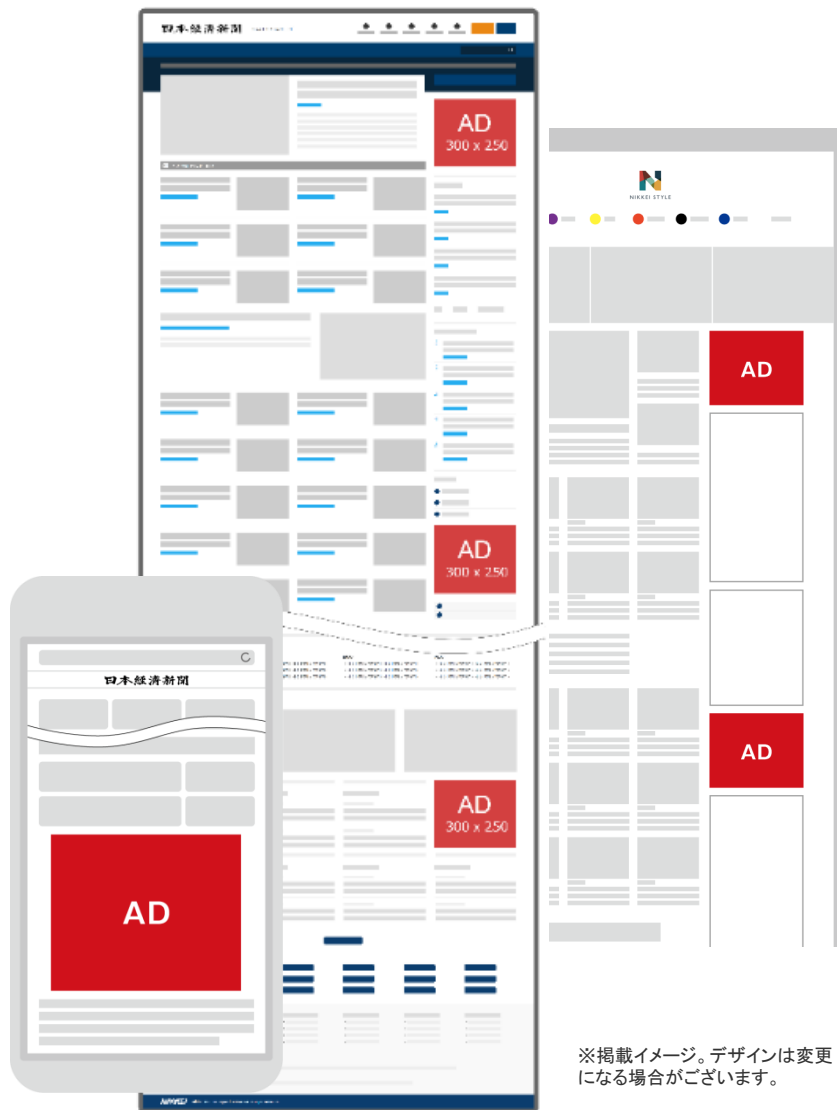 日本経済新聞
AD
300 x 250
NIKKEI STYLE
AD
AD
300 x 250
日本経済新聞
AD
AD
300 x 250
AD
NIKKEI
※掲載イメージ。デザインは変更
になる場合がございます。